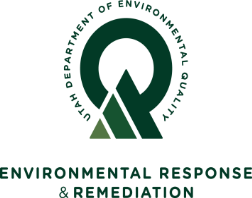 UTAH DEPARTMENT OF ENVIRONMENTAL QUALITY
ENVIRONMENTAL RESPONSE
& REMEDIATION